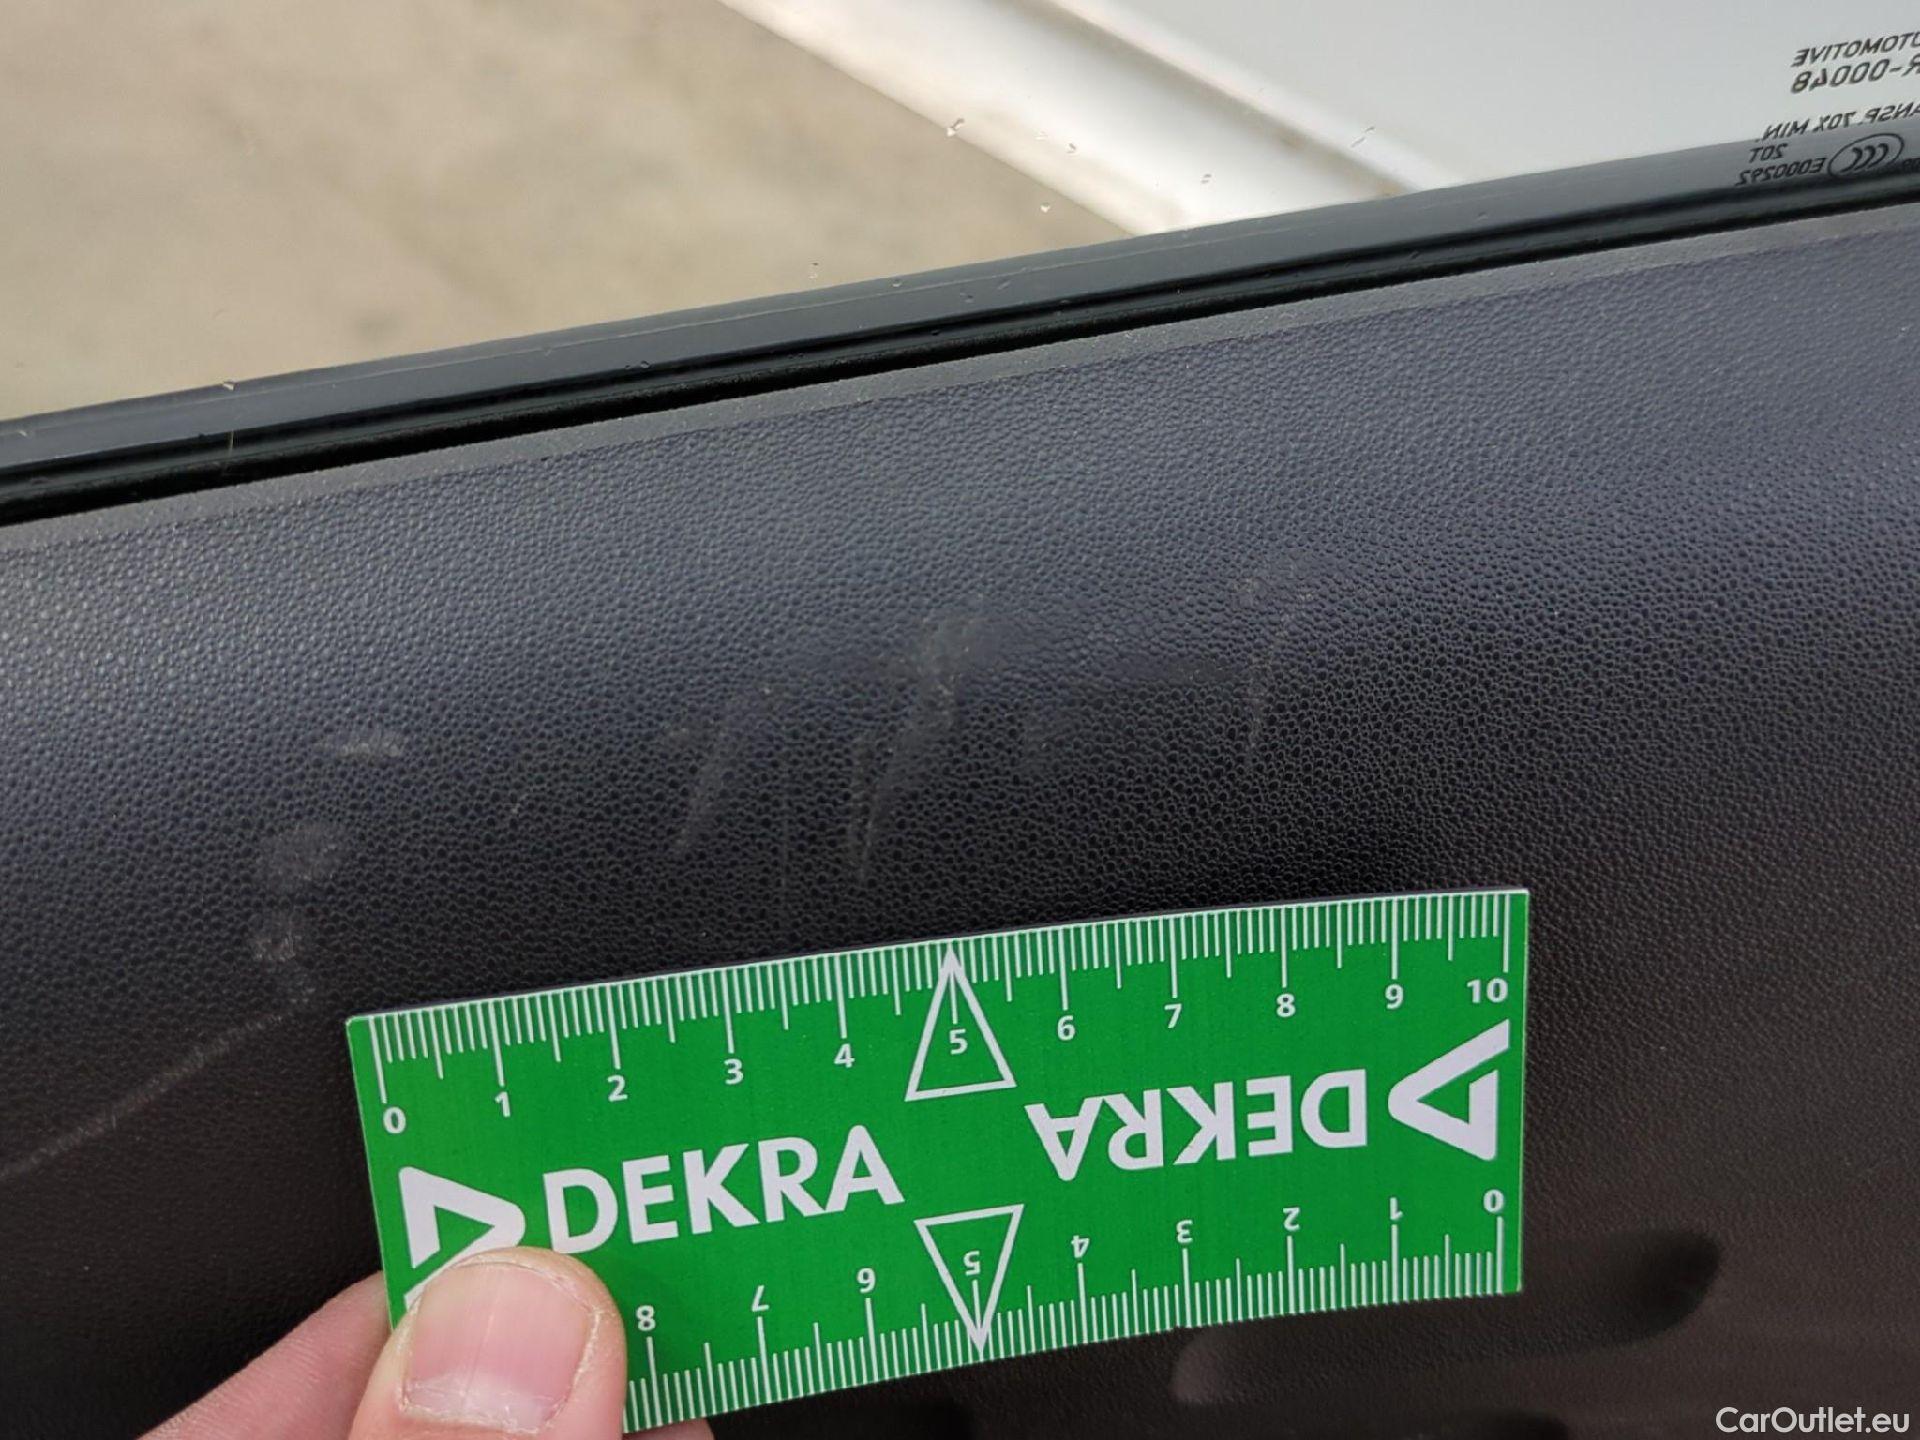 OTOMOTIVE
R-00048
ANSP. 70% MIN.
20T
E000292
0 1 2 3 4 5 6 7 8 9 10
DEKRA
DEKRA
8 7 6 5 4 3 2 1 0
CarOutlet.eu